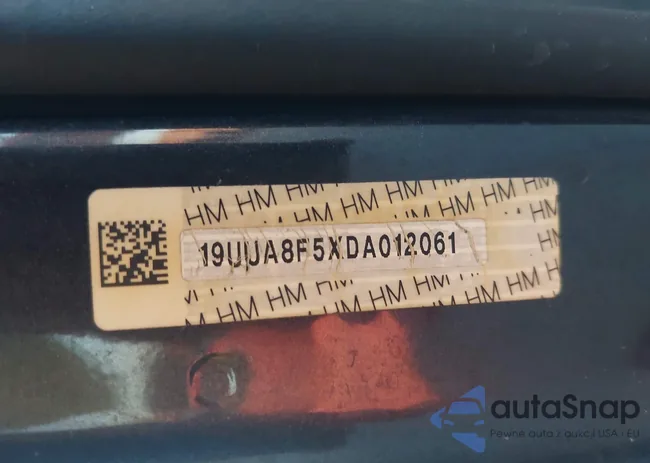 HM HM HM HM HM HM HM
HM HM HM HM
19UUA8F5XDA012061
HM HM HM HM HM
HM HM HM HM HM
autaSnap
Pewne auta z aukcji USA - EU